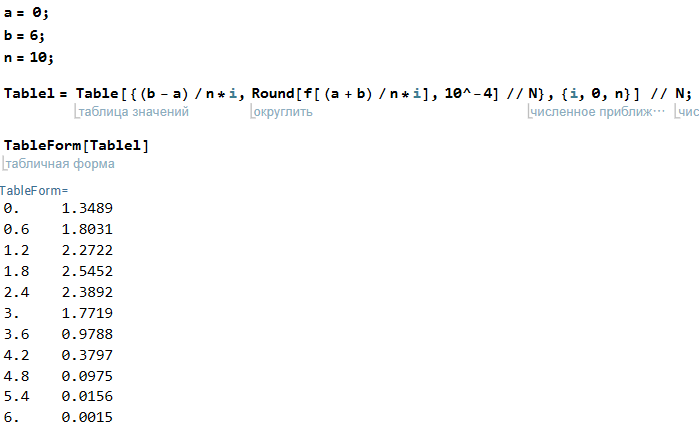 a = 0;
b = 6;
n = 10;
Table1 = Table[{(b - a) / n * i, Round[f[(a + b) / n * i], 10^-4] // N}, {i, 0, n}] // N;
таблица значений округлить численное приближ⋯ чис
TableForm[Table1]
табличная форма
TableForm=
0. 1.3489
0.6 1.8031
1.2 2.2722
1.8 2.5452
2.4 2.3892
3. 1.7719
3.6 0.9788
4.2 0.3797
4.8 0.0975
5.4 0.0156
6. 0.0015